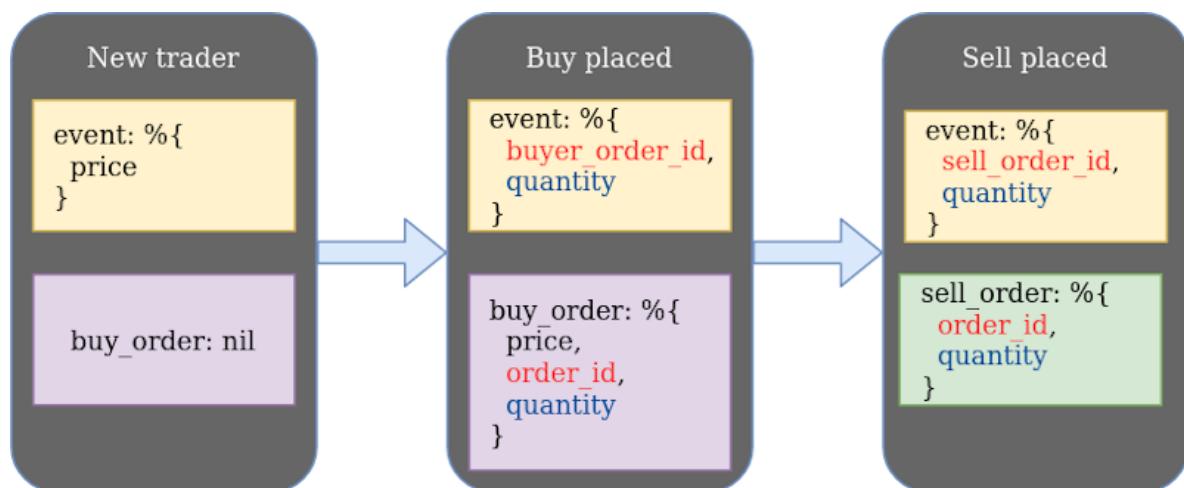 New trader
event: %{
price
}
buy_order: nil
Buy placed
event: %{
buyer_order_id,
quantity
}
buy_order: %{
price,
order_id,
quantity
}
Sell placed
event: %{
sell_order_id,
quantity
}
sell_order: %{
order_id,
quantity
}